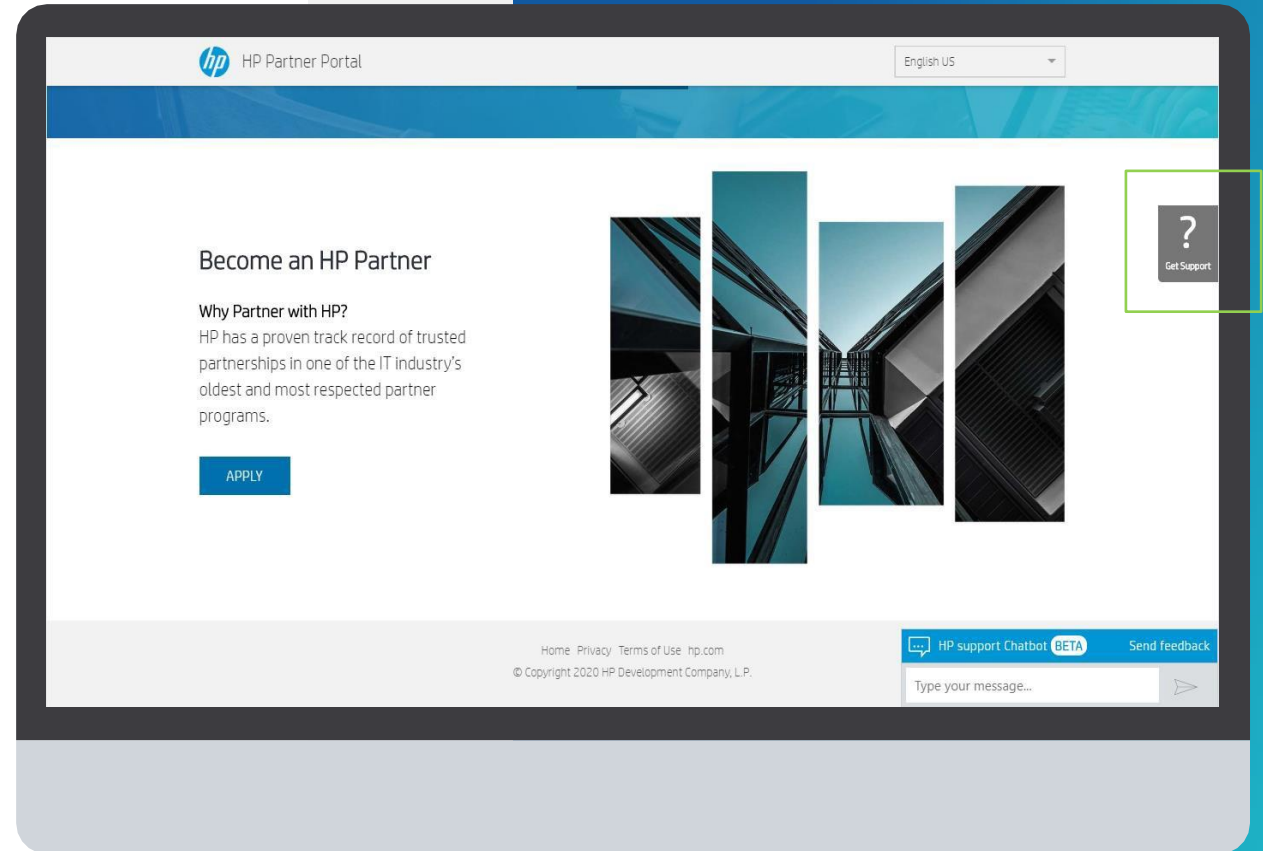 hp HP Partner Portal
English US
?
Get Support
Become an HP Partner
Why Partner with HP?
HP has a proven track record of trusted
partnerships in one of the IT industry's
oldest and most respected partner
programs.
APPLY
Home Privacy Terms of Use hp.com
© Copyright 2020 HP Development Company, L.P.
HP support Chatbot BETA Send feedback
Type your message...